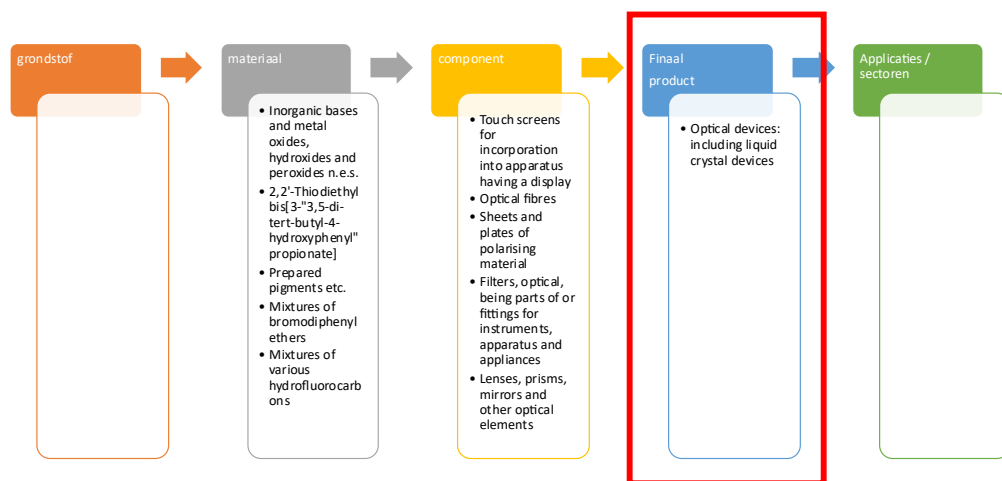 grondstof
materiaal
component
Finaal
product
Applicaties /
sectoren
• Inorganic bases
and metal
oxides,
hydroxides and
peroxides n.e.s.
• 2,2'-Thiodiethyl
bis[3-"3,5-di-
tert-butyl-4-
hydroxyphenyl"
propionate]
• Prepared
pigments etc.
• Mixtures of
bromodiphenyl
ethers
• Mixtures of
various
hydrofluorocarb
ons
• Touch screens
for
incorporation
into apparatus
having a display
• Optical fibres
• Sheets and
plates of
polarising
material
• Filters, optical,
being parts of or
fittings for
instruments,
apparatus and
appliances
• Lenses, prisms,
mirrors and
other optical
elements
• Optical devices:
including liquid
crystal devices